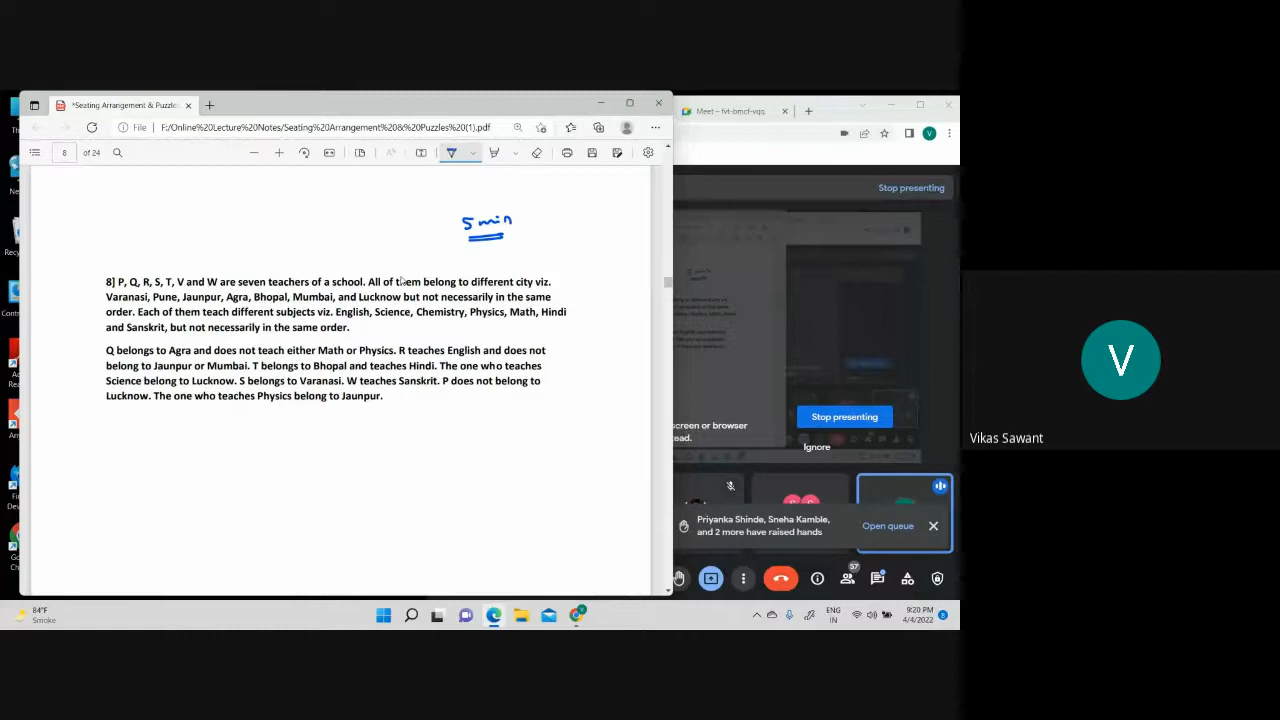 *Seating Arrangement & Puzzles
Meet – fvt-bmcf-vqq
File
F:/Online%20Lecture%20Notes/Seating%20Arrangement%20&%20Puzzles%20(1).pdf
8 of 24
Stop presenting
5 min
8] P, Q, R, S, T, V and W are seven teachers of a school. All of them belong to different city viz.
Varanasi, Pune, Jaunpur, Agra, Bhopal, Mumbai, and Lucknow but not necessarily in the same
order. Each of them teach different subjects viz. English, Science, Chemistry, Physics, Math, Hindi
and Sanskrit, but not necessarily in the same order.
Q belongs to Agra and does not teach either Math or Physics. R teaches English and does not
belong to Jaunpur or Mumbai. T belongs to Bhopal and teaches Hindi. The one who teaches
Science belong to Lucknow. S belongs to Varanasi. W teaches Sanskrit. P does not belong to
Lucknow. The one who teaches Physics belong to Jaunpur.
screen or browser
Stop presenting
Ignore
V
Vikas Sawant
Priyanka Shinde, Sneha Kamble,
and 2 more have raised hands
Open queue
57
84°F
Smoke
ENG
IN
9:20 PM
4/4/2022
8